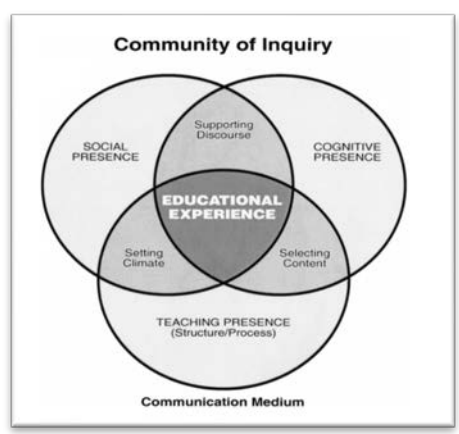 Community of Inquiry
Supporting
Discourse
SOCIAL
PRESENCE
COGNITIVE
PRESENCE
EDUCATIONAL
EXPERIENCE
Setting
Climate
Selecting
Content
TEACHING PRESENCE
(Structure/Process)
Communication Medium